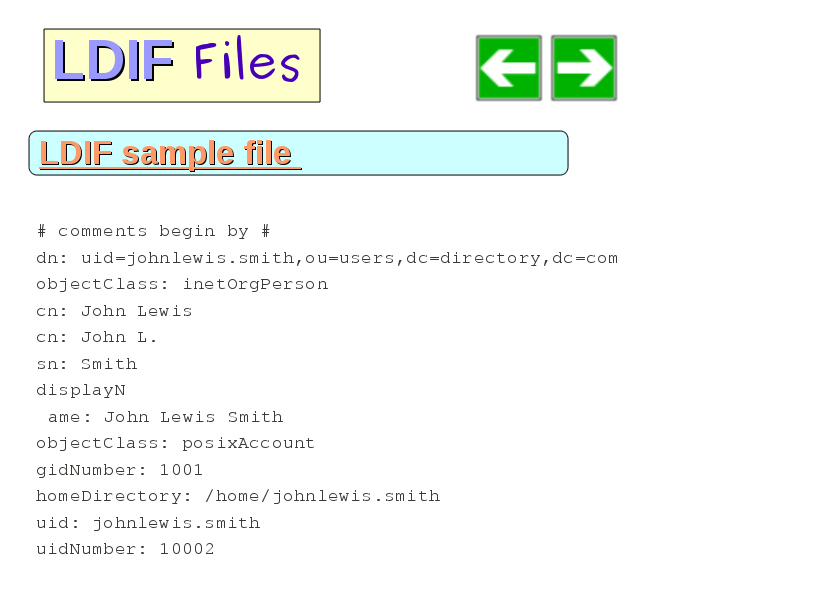 LDIF Files
LDIF sample file
# comments begin by #
dn: uid=johnlewis.smith,ou=users,dc=directory,dc=com
objectClass: inetOrgPerson
cn: John Lewis
cn: John L.
sn: Smith
displayN
 ame: John Lewis Smith
objectClass: posixAccount
gidNumber: 1001
homeDirectory: /home/johnlewis.smith
uid: johnlewis.smith
uidNumber: 10002